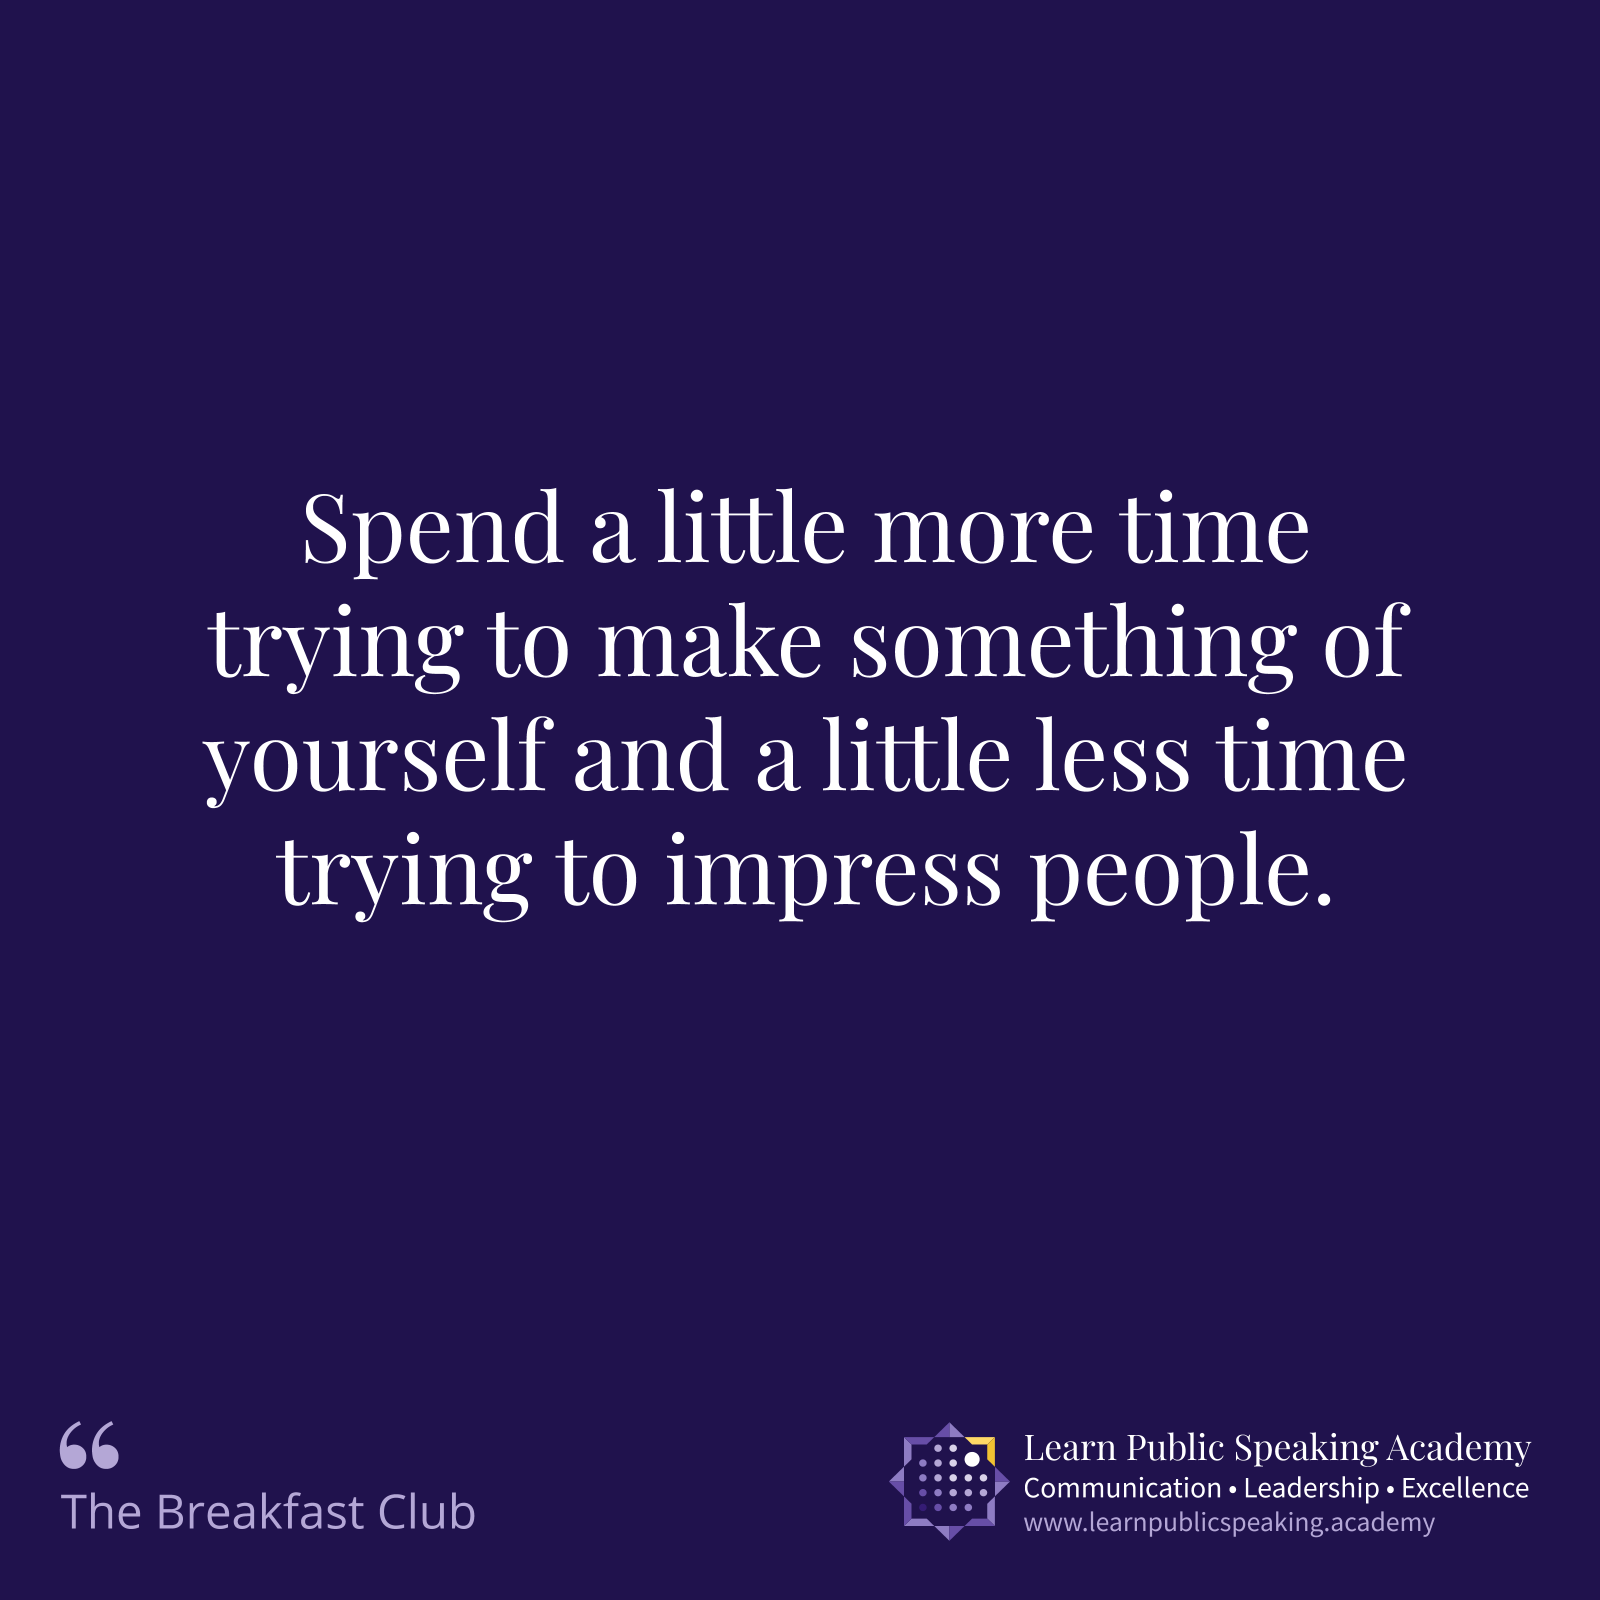 Spend a little more time
trying to make something of
yourself and a little less time
trying to impress people.
“
The Breakfast Club
Learn Public Speaking Academy
Communication • Leadership • Excellence
www.learnpublicspeaking.academy